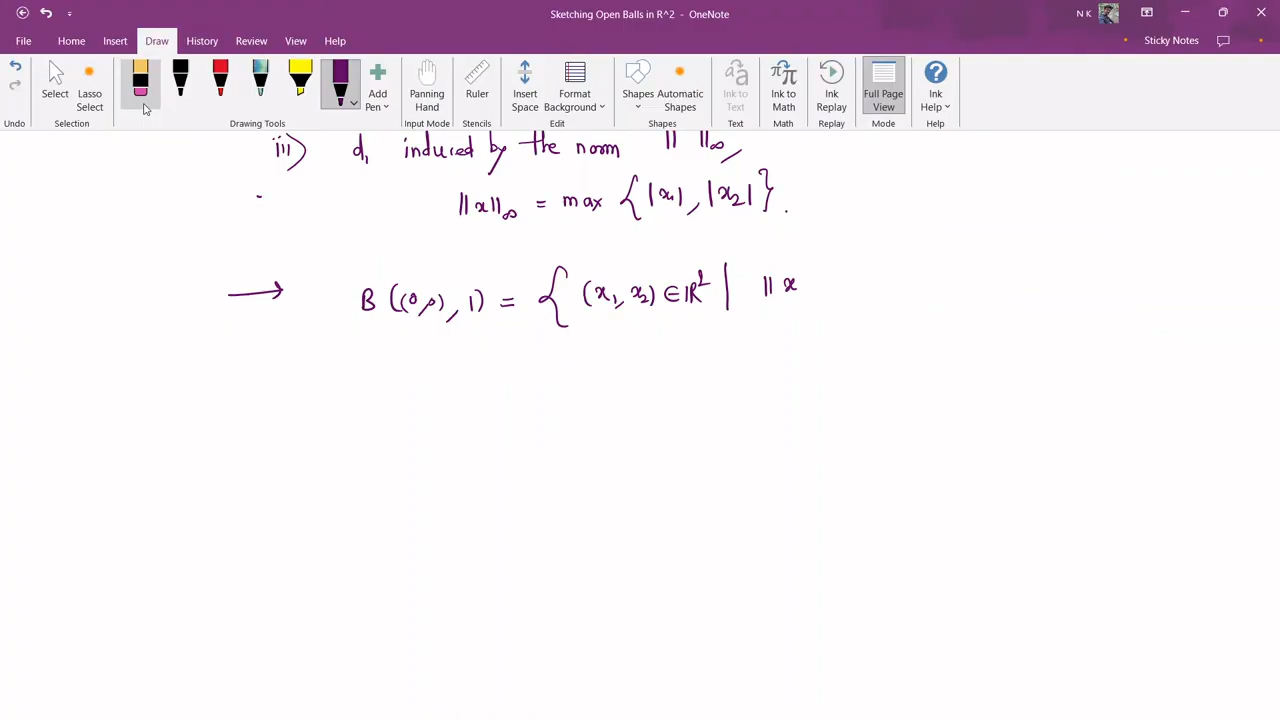 Sketching Open Balls in R^2 - OneNote
N K
File Home Insert Draw History Review View Help
Sticky Notes
Select Lasso Select
Add Pen
Panning Hand
Ruler
Insert Space
Format Background
Shapes Automatic Shapes
Ink to Text
Ink to Math
Ink Replay
Full Page View
Ink Help
Undo Selection Drawing Tools Input Mode Stencils Edit Shapes Text Math Replay Mode Help
iii) d₁ induced by the norm || ||∞,
||x||∞ = max { |x₁|, |x₂| }.
→ B((0,0), 1) = { (x₁, x₂) ∈ ℝ² | || x